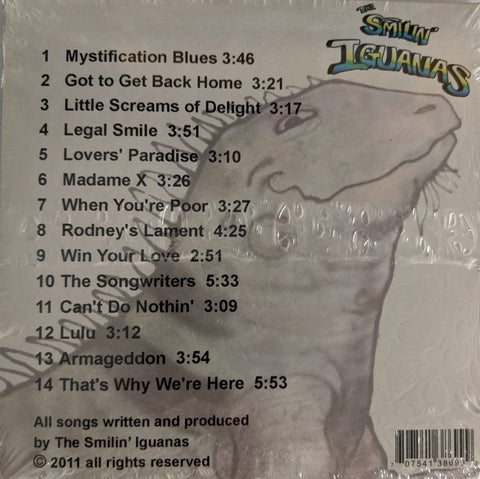 THE
SMILIN'
IGUANAS
1 Mystification Blues 3:46
2 Got to Get Back Home 3:21
3 Little Screams of Delight 3:17
4 Legal Smile 3:51
5 Lovers' Paradise 3:10
6 Madame X 3:26
7 When You're Poor 3:27
8 Rodney's Lament 4:25
9 Win Your Love 2:51
10 The Songwriters 5:33
11 Can't Do Nothin' 3:09
12 Lulu 3:12
13 Armageddon 3:54
14 That's Why We're Here 5:53
All songs written and produced
by The Smilin' Iguanas
© 2011 all rights reserved